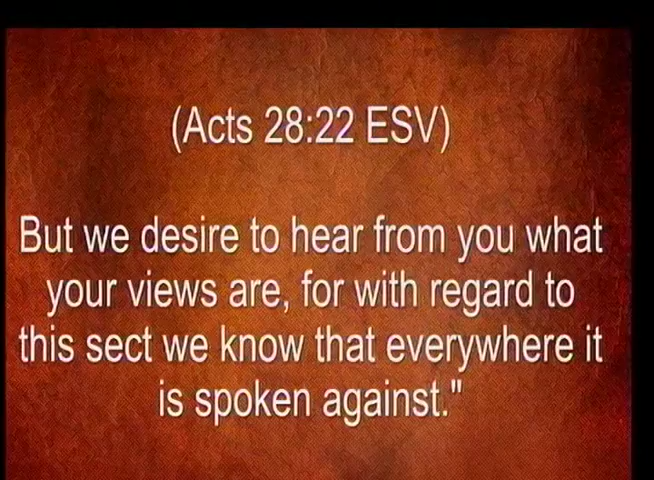 (Acts 28:22 ESV)
But we desire to hear from you what
your views are, for with regard to
this sect we know that everywhere it
is spoken against."